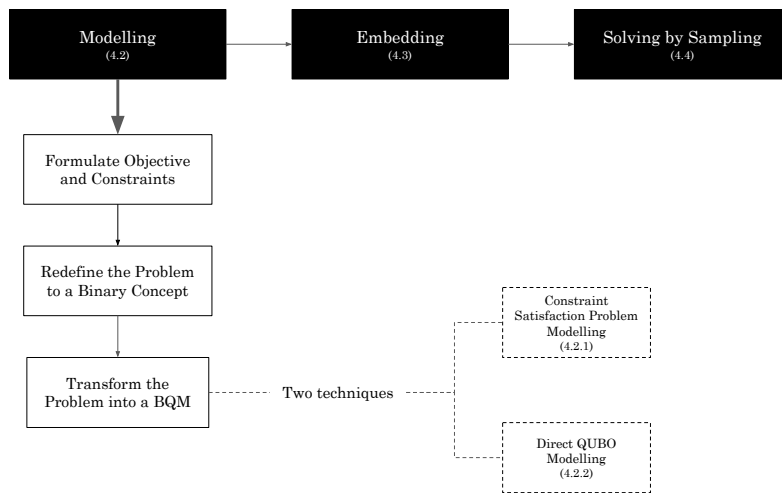 Modelling
(4.2)
Embedding
(4.3)
Solving by Sampling
(4.4)
Formulate Objective
and Constraints
Redefine the Problem
to a Binary Concept
Transform the
Problem into a BQM
Two techniques
Constraint
Satisfaction Problem
Modelling
(4.2.1)
Direct QUBO
Modelling
(4.2.2)